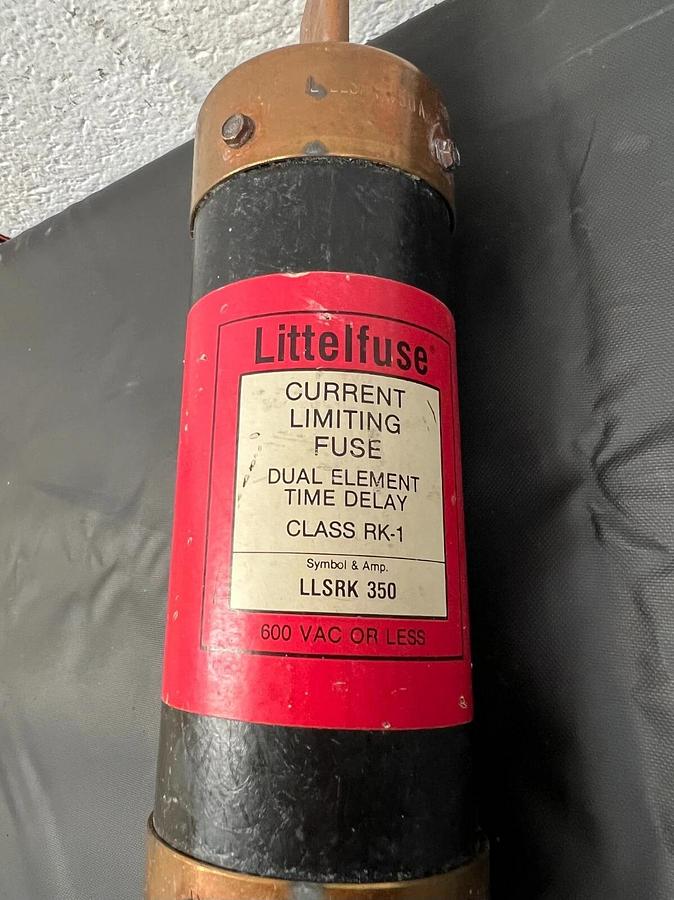 Littelfuse
CURRENT
LIMITING
FUSE
DUAL ELEMENT
TIME DELAY
CLASS RK-1
Symbol & Amp.
LLSRK 350
600 VAC OR LESS